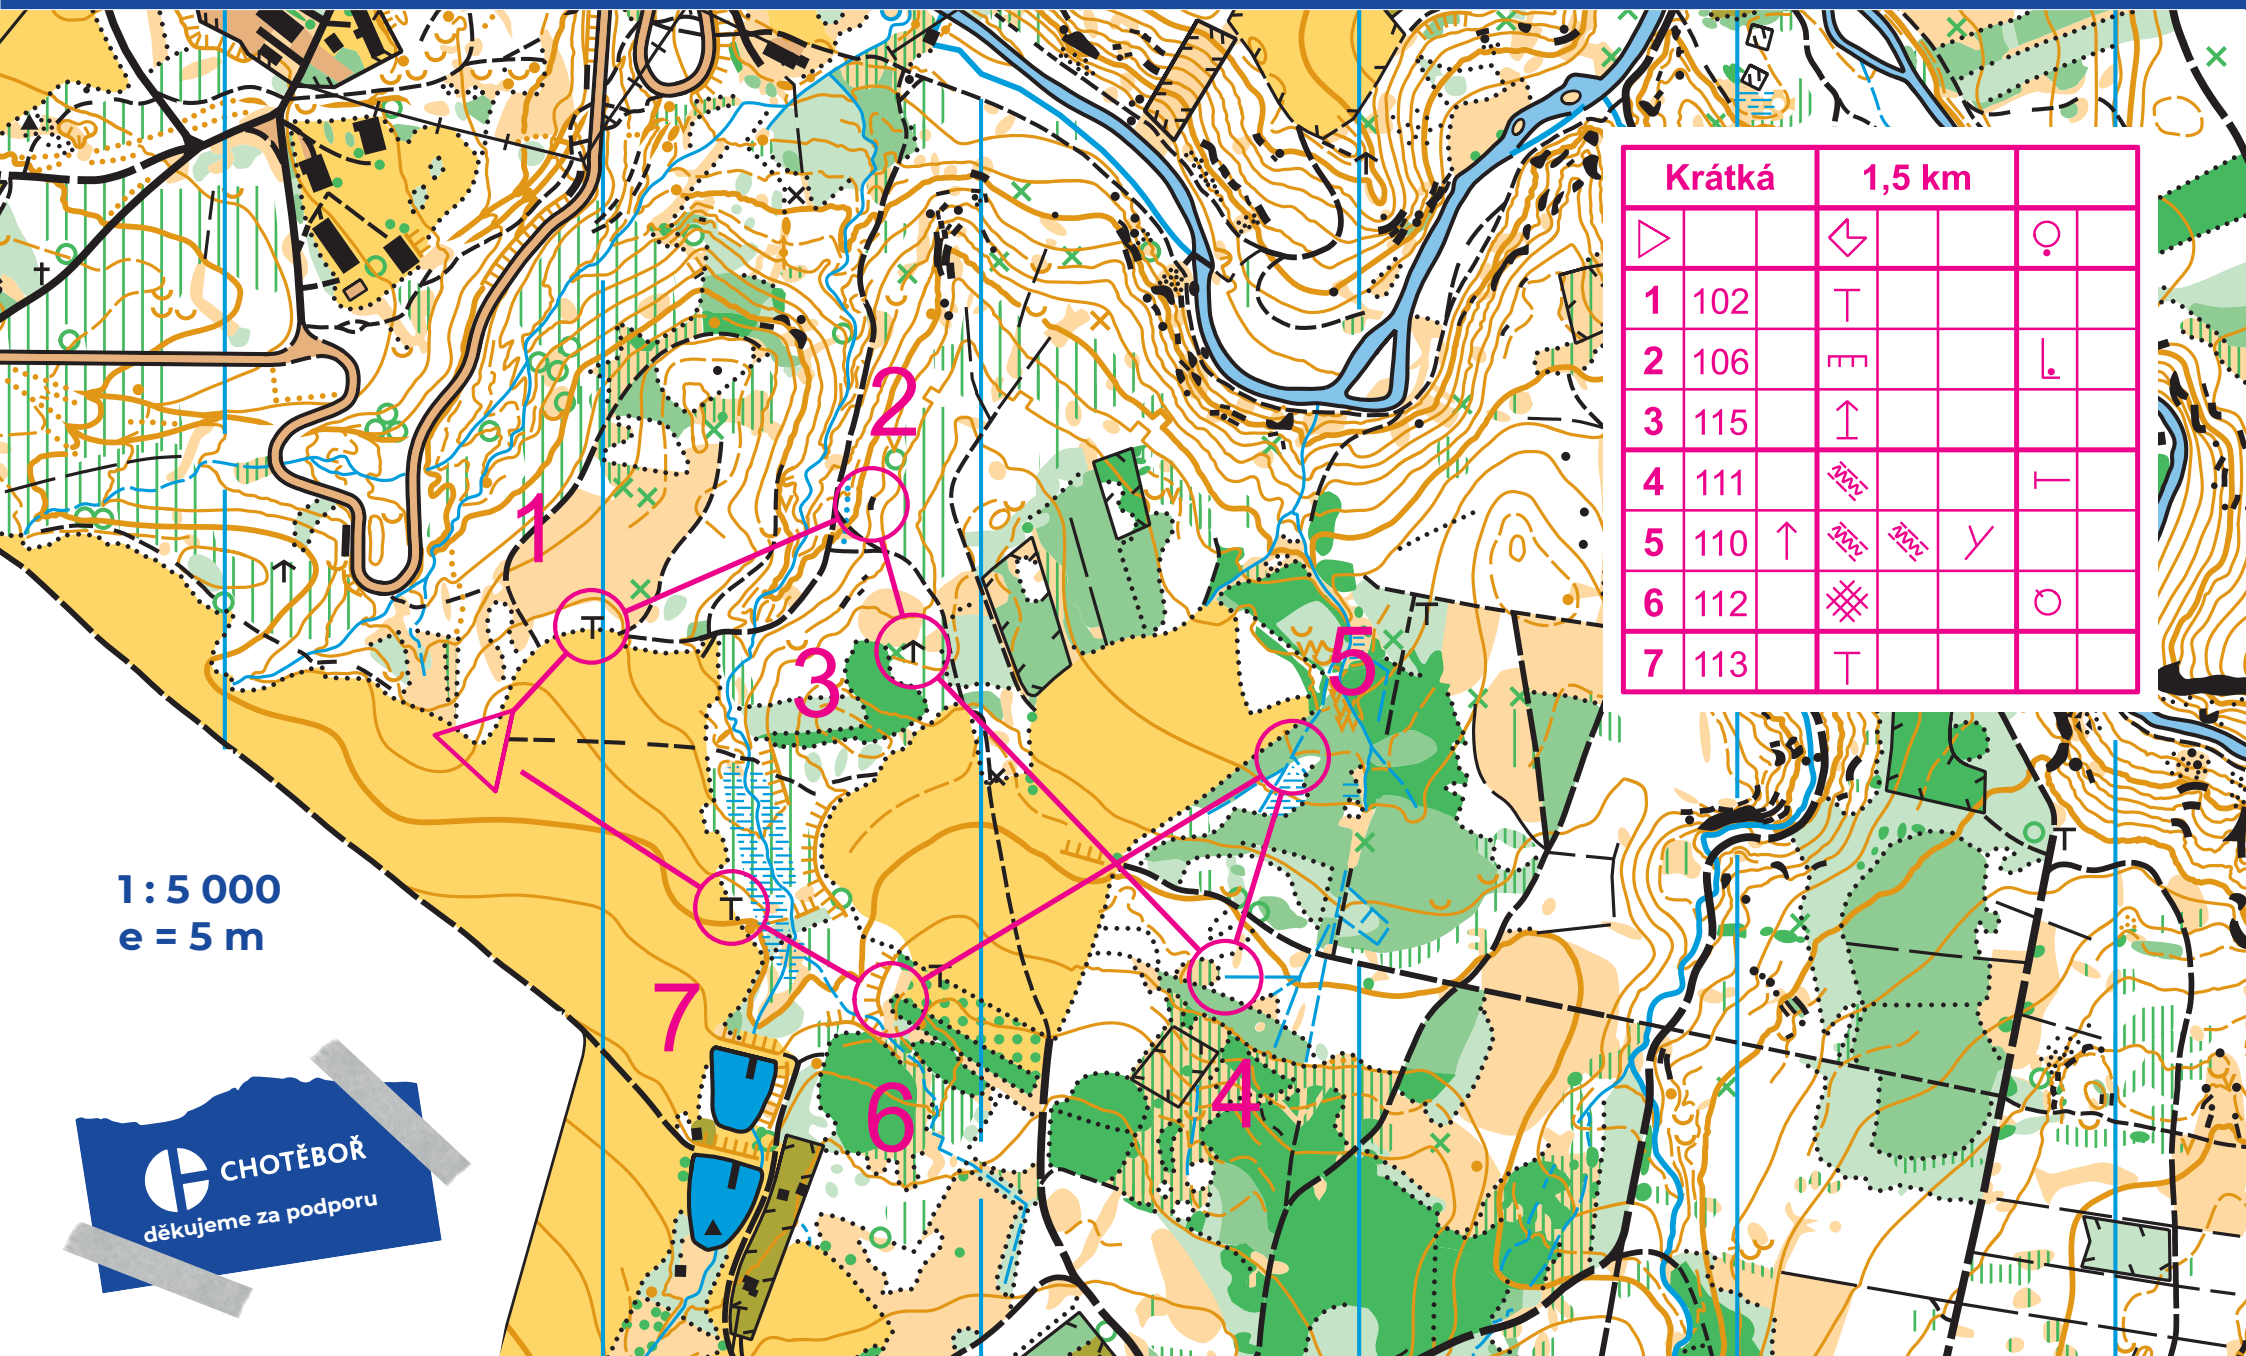 Krátká 1,5 km
1 102
2 106
3 115
4 111
5 110
6 112
7 113
2
1
3
5
7
6
4
1 : 5 000
e = 5 m
CHOTĚBOŘ
děkujeme za podporu